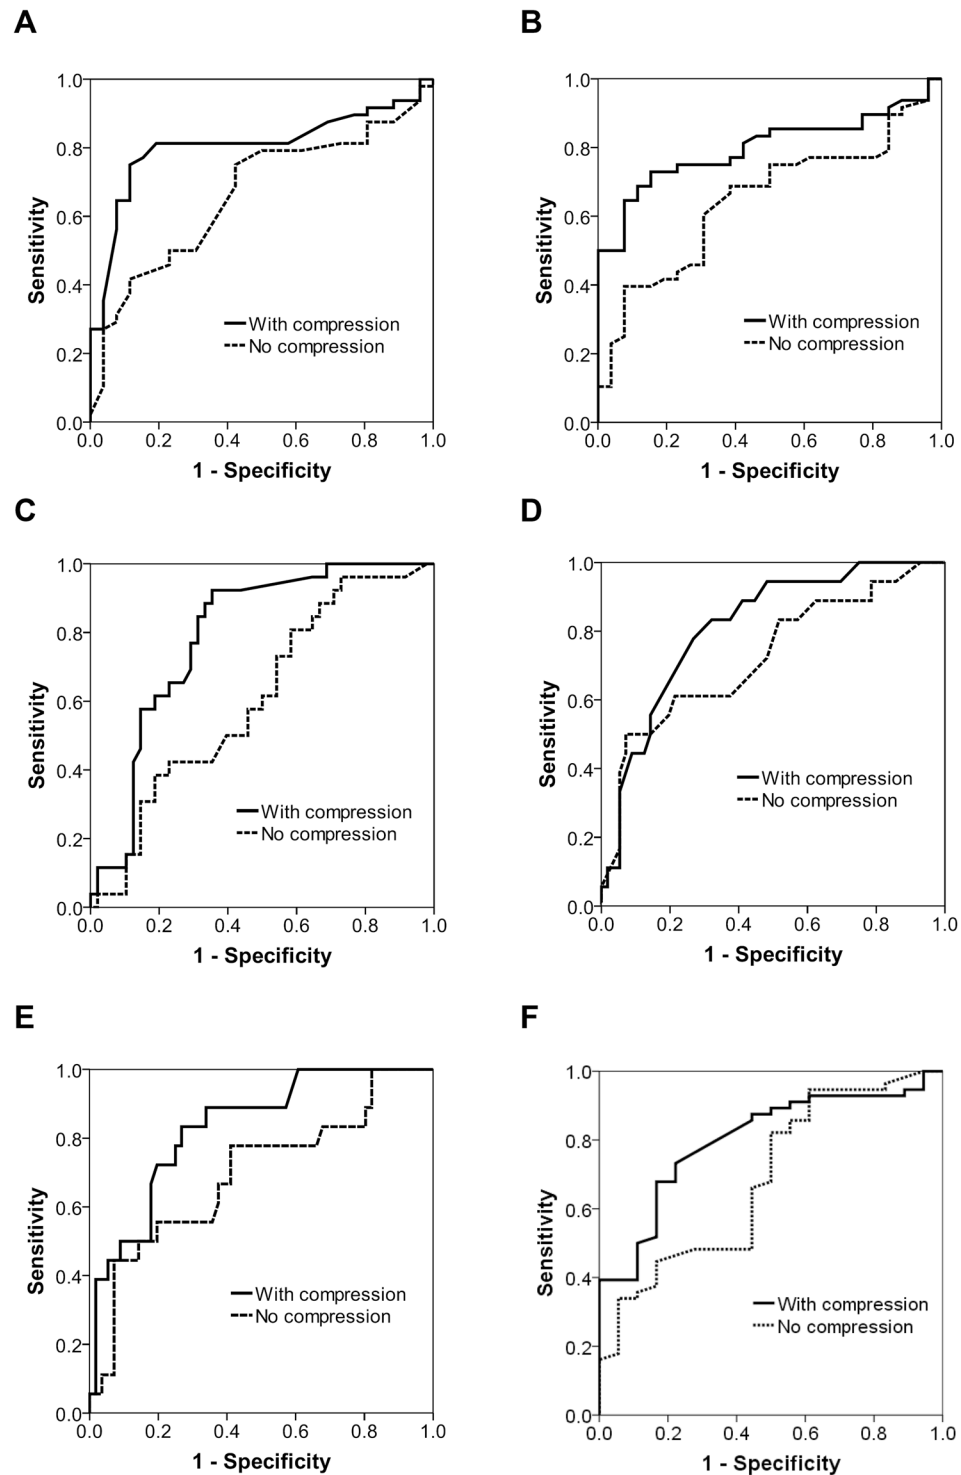 A
1.0
0.8
0.6
0.4
0.2
0.0
Sensitivity
With compression
No compression
0.0 0.2 0.4 0.6 0.8 1.0
1 - Specificity
B
1.0
0.8
0.6
0.4
0.2
0.0
Sensitivity
With compression
No compression
0.0 0.2 0.4 0.6 0.8 1.0
1 - Specificity
C
1.0
0.8
0.6
0.4
0.2
0.0
Sensitivity
With compression
No compression
0.0 0.2 0.4 0.6 0.8 1.0
1 - Specificity
D
1.0
0.8
0.6
0.4
0.2
0.0
Sensitivity
With compression
No compression
0.0 0.2 0.4 0.6 0.8 1.0
1 - Specificity
E
1.0
0.8
0.6
0.4
0.2
0.0
Sensitivity
With compression
No compression
0.0 0.2 0.4 0.6 0.8 1.0
1 - Specificity
F
1.0
0.8
0.6
0.4
0.2
0.0
Sensitivity
With compression
No compression
0.0 0.2 0.4 0.6 0.8 1.0
1 - Specificity